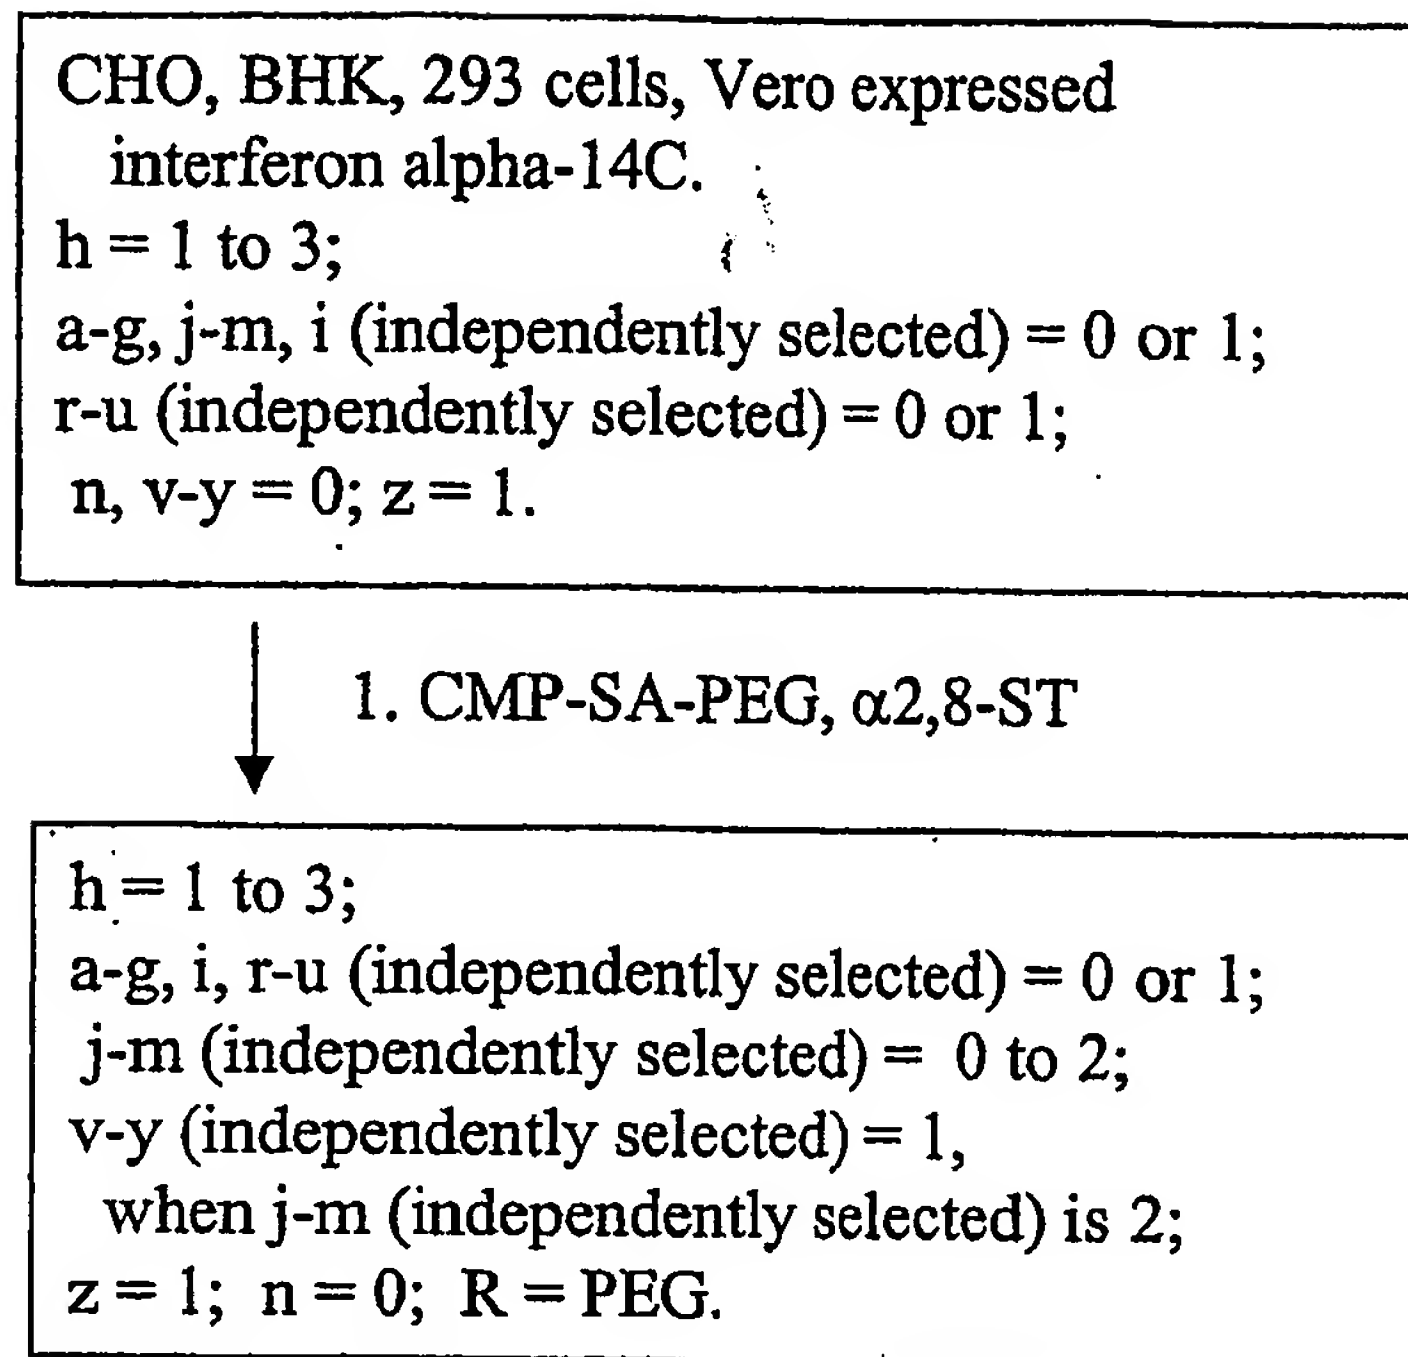 CHO, BHK, 293 cells, Vero expressed
interferon alpha-14C.
h = 1 to 3;
a-g, j-m, i (independently selected) = 0 or 1;
r-u (independently selected) = 0 or 1;
n, v-y = 0; z = 1.
1. CMP-SA-PEG, α2,8-ST
h = 1 to 3;
a-g, i, r-u (independently selected) = 0 or 1;
j-m (independently selected) = 0 to 2;
v-y (independently selected) = 1,
when j-m (independently selected) is 2;
z = 1; n = 0; R = PEG.